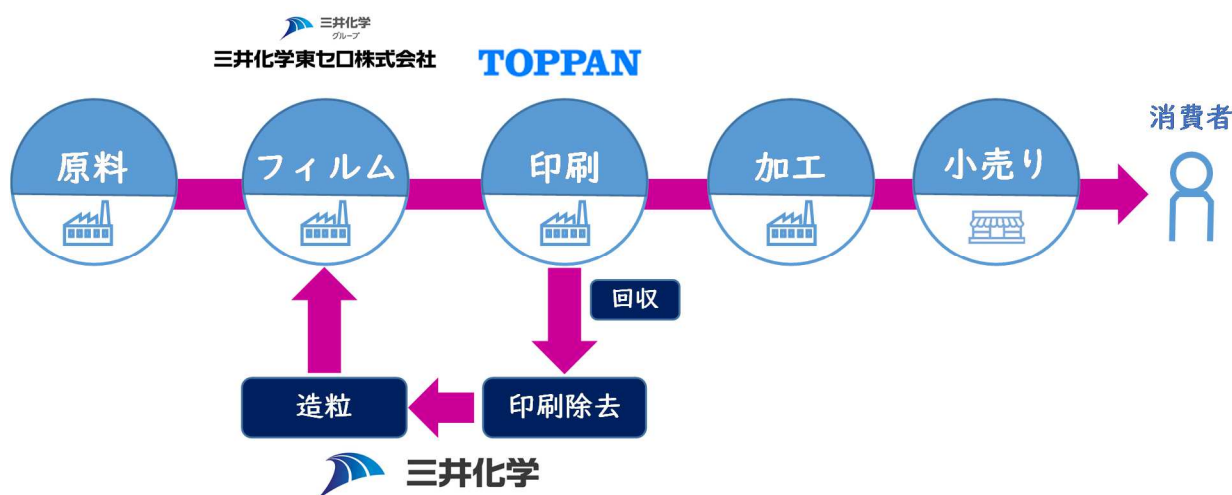 三井化学
グループ
三井化学東セロ株式会社
TOPPAN
消費者
原料
フィルム
印刷
加工
小売り
回収
造粒
印刷除去
三井化学